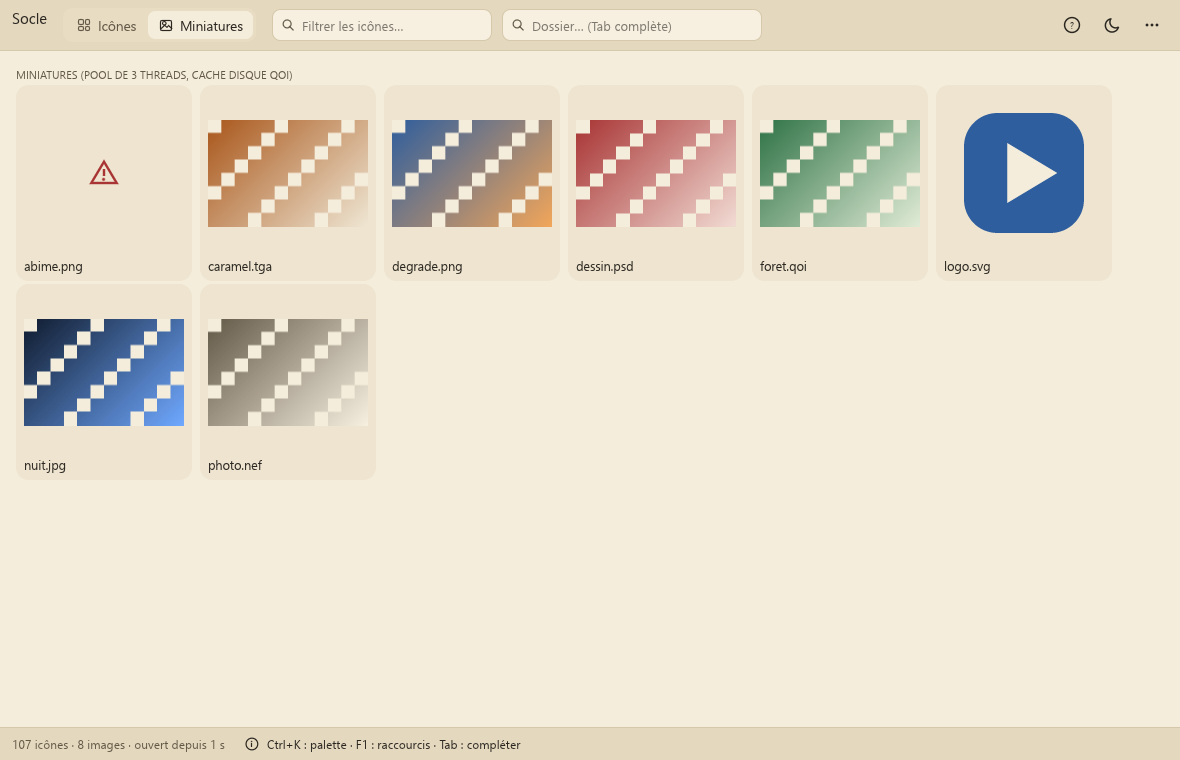 Socle
Icônes
Miniatures
Filtrer les icônes...
Dossier... (Tab complète)
MINIATURES (POOL DE 3 THREADS, CACHE DISQUE QOI)
abime.png
caramel.tga
degrade.png
dessin.psd
foret.qoi
logo.svg
nuit.jpg
photo.nef
107 icônes · 8 images · ouvert depuis 1 s
Ctrl+K : palette · F1 : raccourcis · Tab : compléter